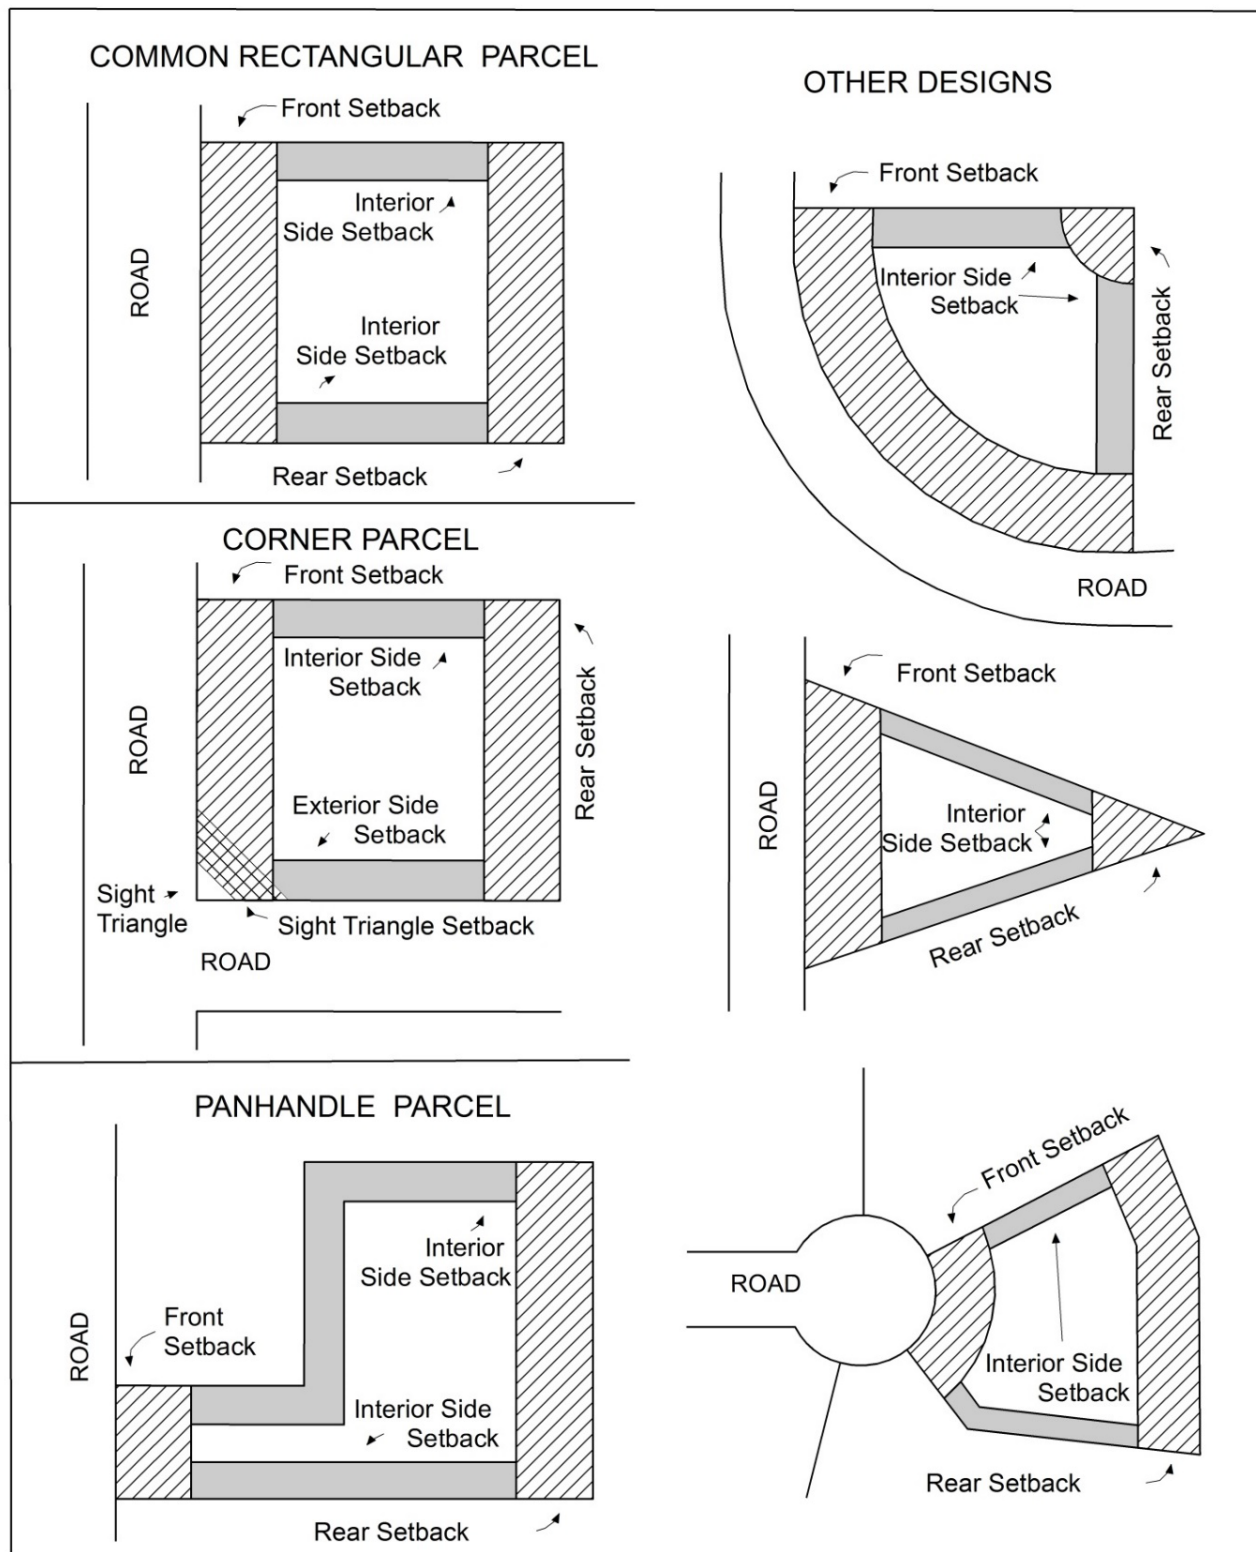 COMMON RECTANGULAR PARCEL
Front Setback
Interior
Side Setback
ROAD
Interior
Side Setback
Rear Setback
CORNER PARCEL
Front Setback
Interior Side
Setback
Rear Setback
ROAD
Exterior Side
Setback
Sight
Triangle
Sight Triangle Setback
ROAD
PANHANDLE PARCEL
Interior
Side Setback
Front
Setback
ROAD
Interior Side
Setback
Rear Setback
OTHER DESIGNS
Front Setback
Interior Side
Setback
Rear Setback
ROAD
Front Setback
ROAD
Interior
Side Setback
Rear Setback
Front Setback
ROAD
Interior Side
Setback
Rear Setback